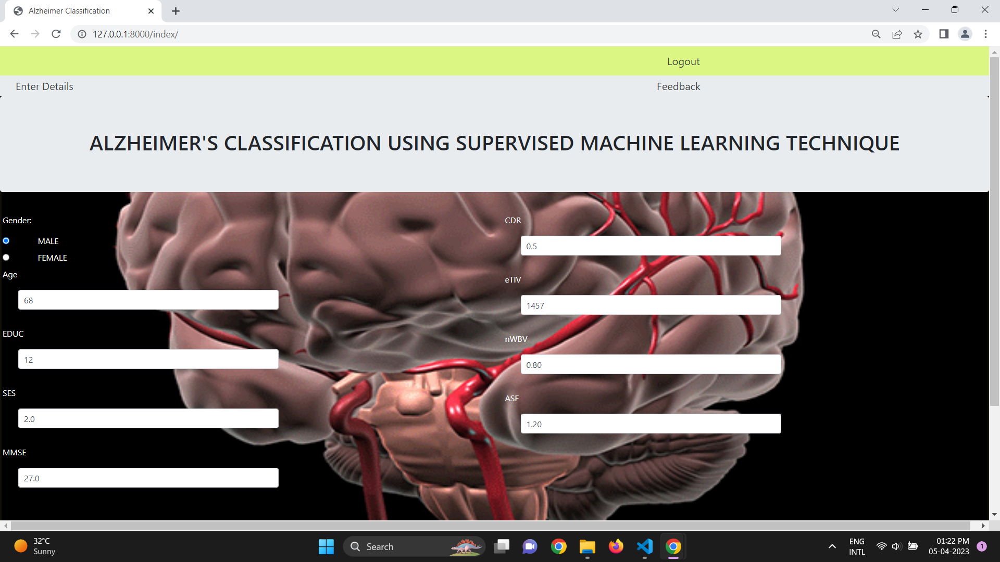 Alzheimer Classification
127.0.0.1:8000/index/
Logout
Enter Details
Feedback
ALZHEIMER'S CLASSIFICATION USING SUPERVISED MACHINE LEARNING TECHNIQUE
Gender:
MALE
FEMALE
Age
68
EDUC
12
SES
2.0
MMSE
27.0
CDR
0.5
eTIV
1457
nWBV
0.80
ASF
1.20
32°C
Sunny
Search
ENG
INTL
01:22 PM
05-04-2023
1